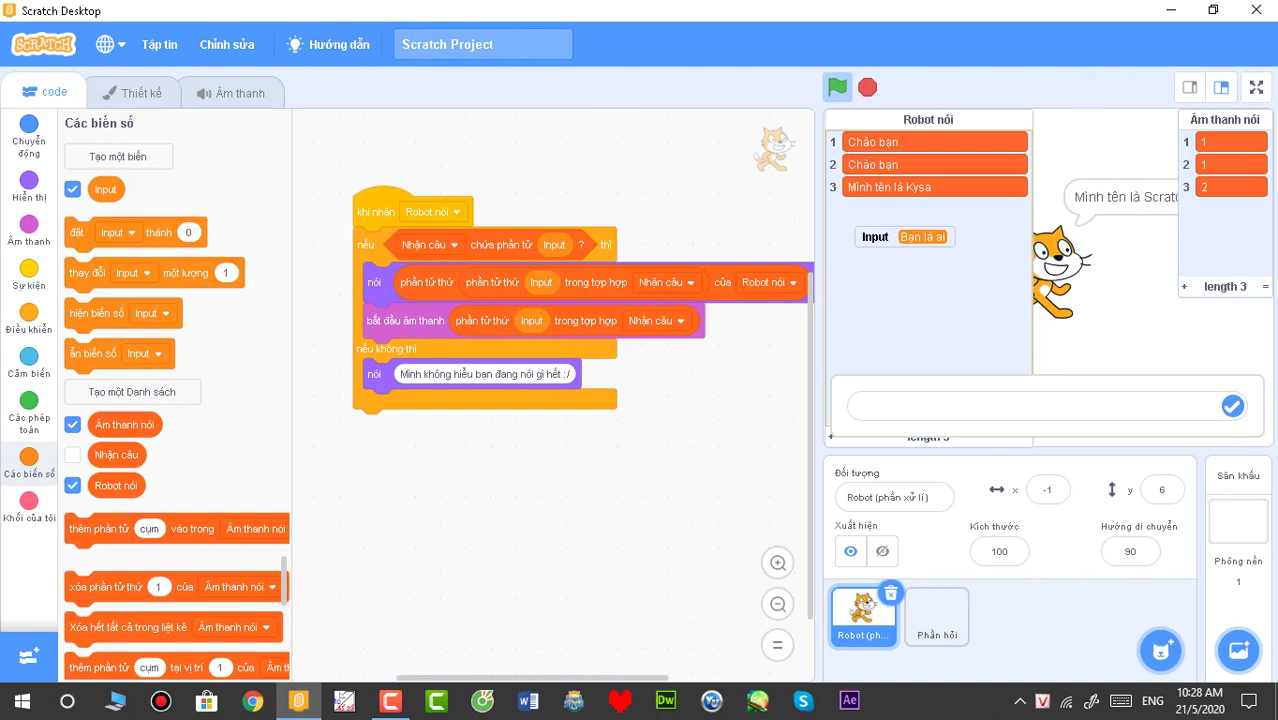 Scratch Desktop
SCRATCH
Tập tin
Chỉnh sửa
Hướng dẫn
Scratch Project
code
Thiết kế
Âm thanh
Chuyển động
Hiển thị
Âm thanh
Sự kiện
Điều khiển
Cảm biến
Các phép toán
Các biến số
Khối của tôi
Các biến số
Tạo một biến
Input
đặt Input thành 0
thay đổi Input một lượng 1
hiện biến số Input
ẩn biến số Input
Tạo một Danh sách
Âm thanh nói
Nhận câu
Robot nói
thêm phần tử cụm vào trong Âm thanh nói
xóa phần tử thứ 1 của Âm thanh nói
Xóa hết tất cả trong liệt kê Âm thanh nói
thêm phần tử cụm tại vị trí 1 của Âm
khi nhận Robot nói
nếu Nhận câu chứa phần tử Input ? thì
nói phần tử thứ phần tử thứ Input trong tợp hợp Nhận câu của Robot nói
bắt đầu âm thanh phần tử thứ Input trong tợp hợp Nhận câu
nếu không thì
nói Mình không hiểu bạn đang nói gì hết :/
Robot nói
1 Chào bạn
2 Chào bạn
3 Mình tên là Kysa
Input Bạn là ai
Mình tên là Scratc
Âm thanh nói
1 1
2 1
3 2
+ length 3 =
+ length 3
Đối tượng
Robot (phần xử lí)
x -1
y 6
Xuất hiện
Kích thước
100
Hướng di chuyển
90
Robot (ph...
Phần hỏi
Sân khấu
Phông nền
1
ENG
10:28 AM
21/5/2020
Dw
Ae